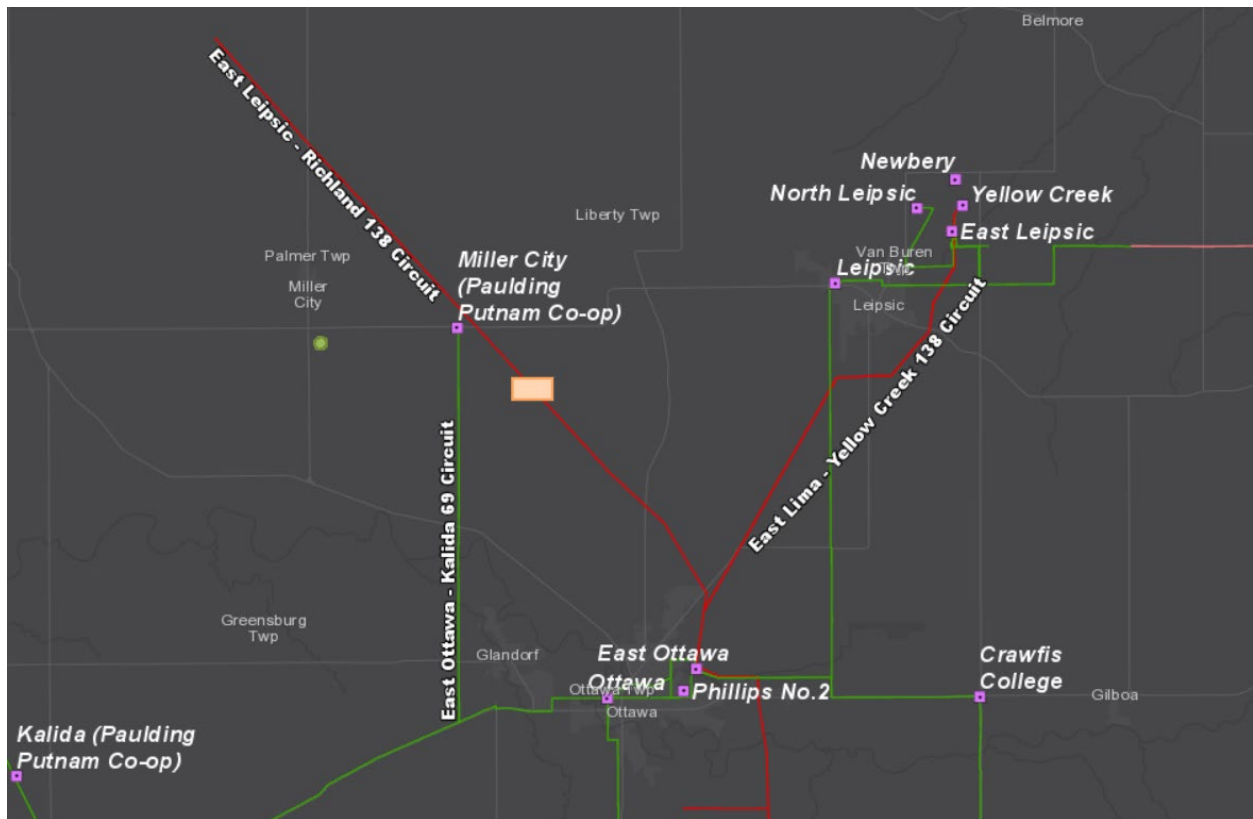 Belmore
East Leipsic - Richland 138 Circuit
Newbery
North Leipsic
Yellow Creek
Liberty Twp
East Leipsic
Palmer Twp
Miller City
(Paulding
Putnam Co-op)
Van Buren
Twp
Leipsic
Miller
City
Leipsic
East Lima - Yellow Creek 138 Circuit
East Ottawa - Kalida 69 Circuit
Greensburg
Twp
Glandorf
East Ottawa
Crawfis
College
Ottawa
Ottawa Twp
Phillips No.2
Gilboa
Ottawa
Kalida (Paulding
Putnam Co-op)